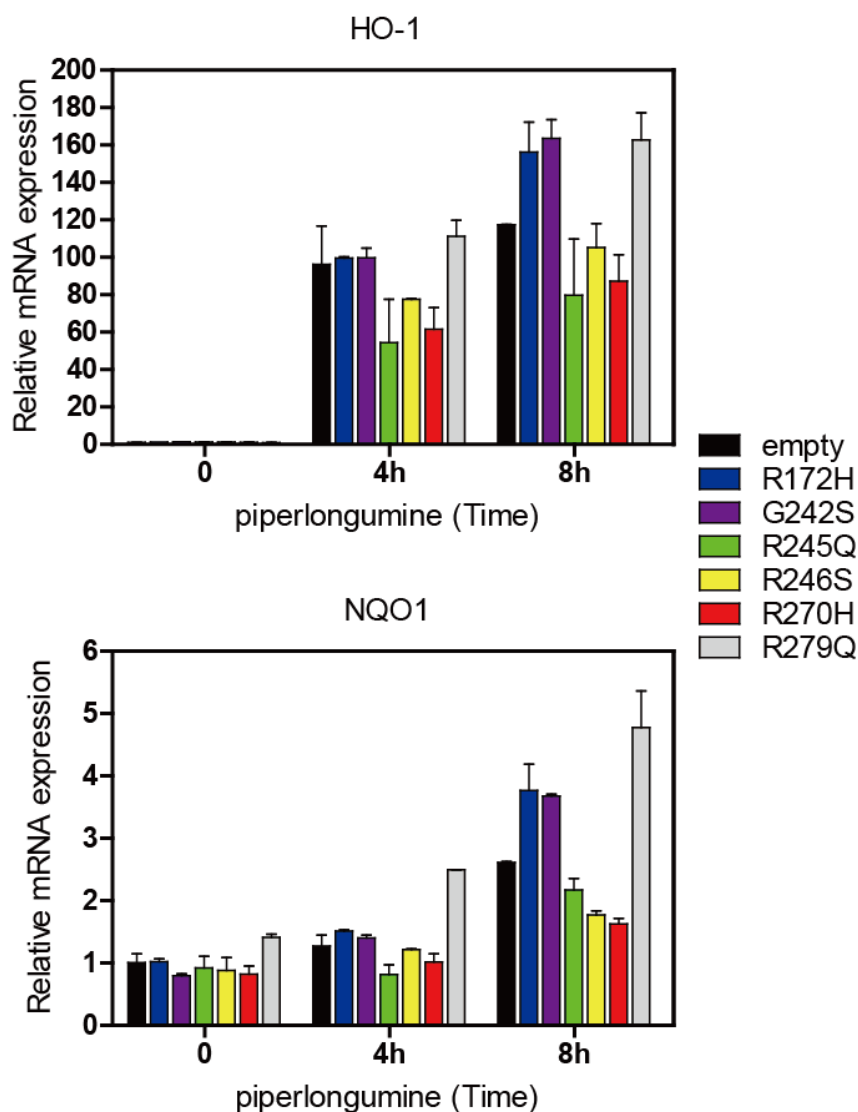 HO-1
Relative mRNA expression
200
180
160
140
120
100
80
60
40
20
0
0 4h 8h
piperlongumine (Time)
empty
R172H
G242S
R245Q
R246S
R270H
R279Q
NQO1
Relative mRNA expression
6
5
4
3
2
1
0
0 4h 8h
piperlongumine (Time)